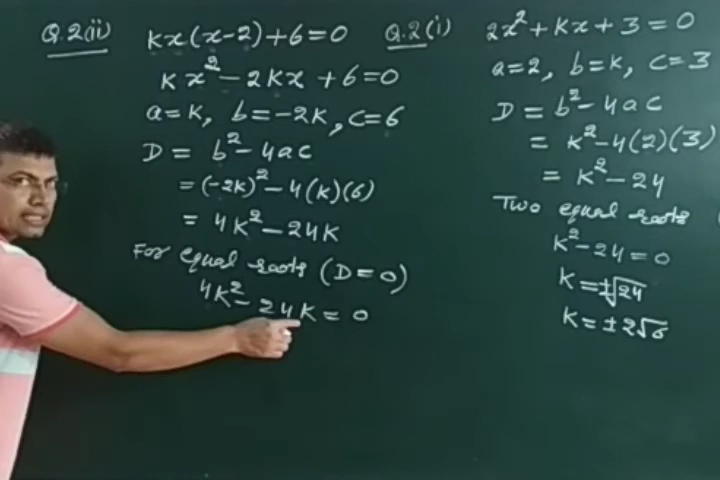 Q.2(ii) kx(x-2)+6=0
kx²-2kx+6=0
a=k, b=-2k, c=6
D = b²-4ac
= (-2k)²-4(k)(6)
= 4k²-24k
For equal roots (D=0)
4k²-24k=0
Q.2(i) 2x²+kx+3=0
a=2, b=k, c=3
D = b²-4ac
= k²-4(2)(3)
= k²-24
Two equal roots
k²-24=0
k=±√24
k=±2√6